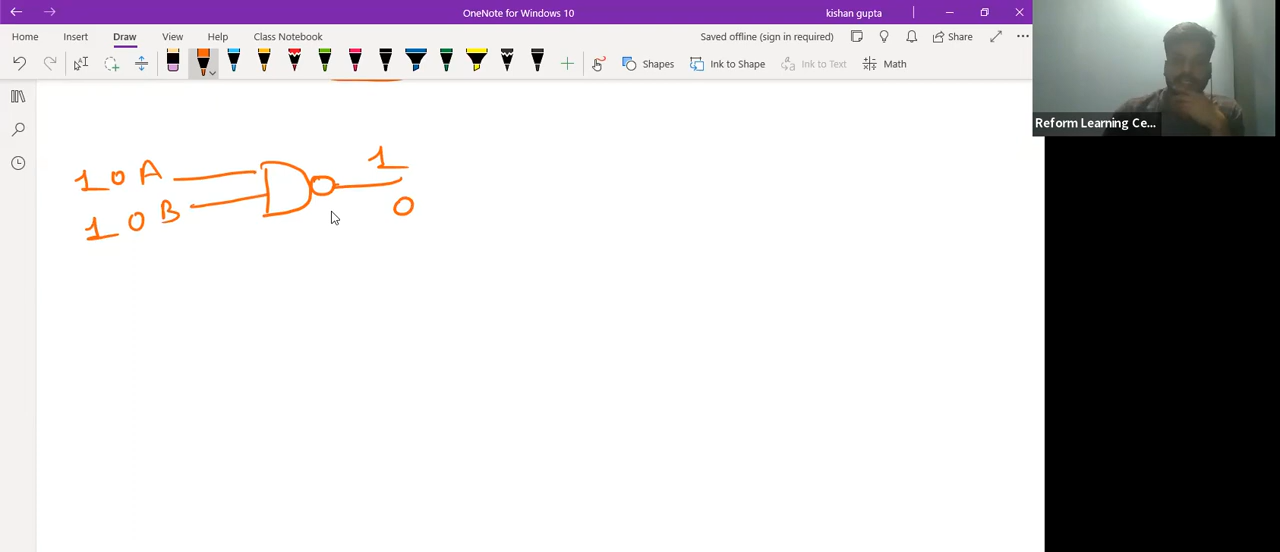 OneNote for Windows 10
kishan gupta
Home Insert Draw View Help Class Notebook
Saved offline (sign in required)
Share
Shapes
Ink to Shape
Ink to Text
Math
Reform Learning Ce...
1 0 A
1 0 B
1
0